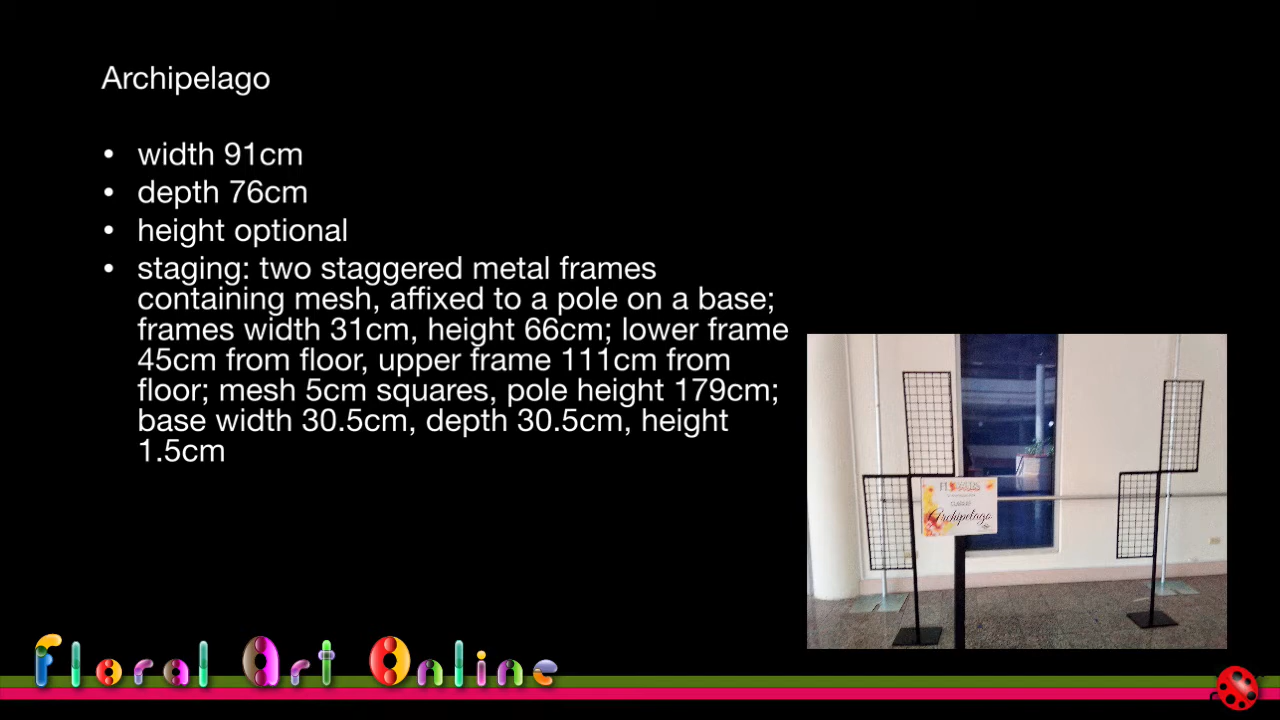 Archipelago
• width 91cm
• depth 76cm
• height optional
• staging: two staggered metal frames
containing mesh, affixed to a pole on a base;
frames width 31cm, height 66cm; lower frame
45cm from floor, upper frame 111cm from
floor; mesh 5cm squares, pole height 179cm;
base width 30.5cm, depth 30.5cm, height
1.5cm
Archipelago
Floral Art Online